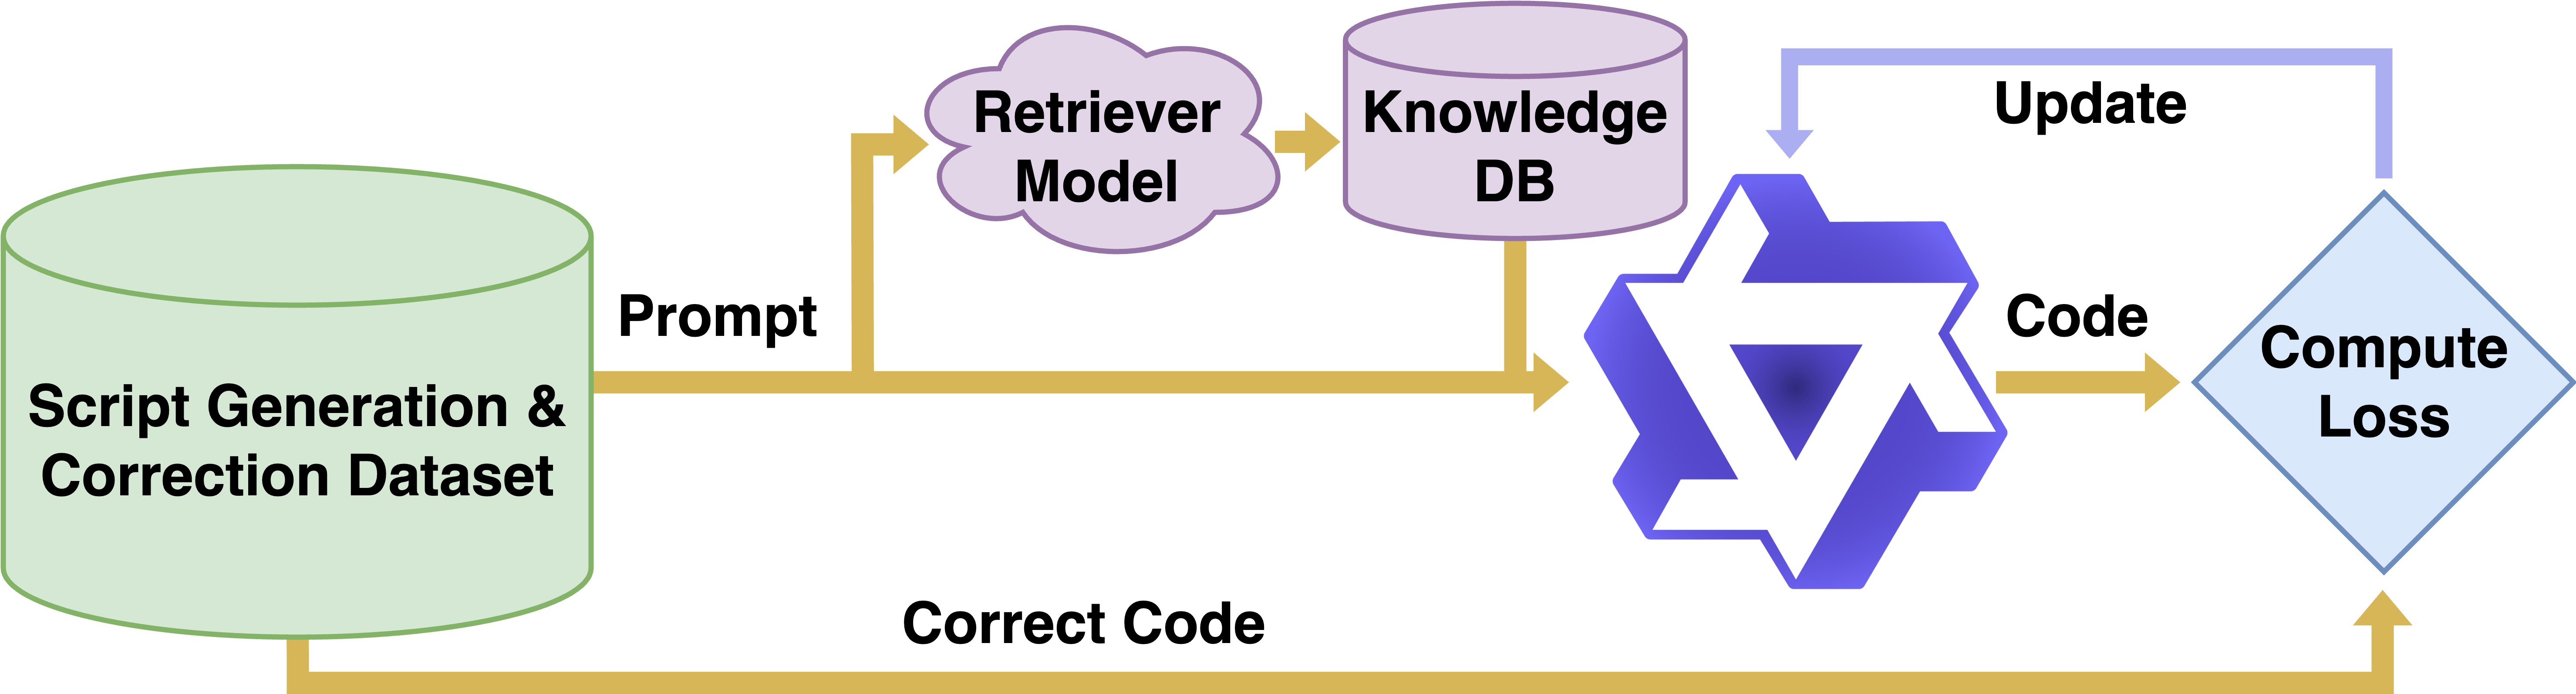 Retriever
Model
Knowledge
DB
Update
Prompt
Code
Script Generation &
Correction Dataset
Compute
Loss
Correct Code